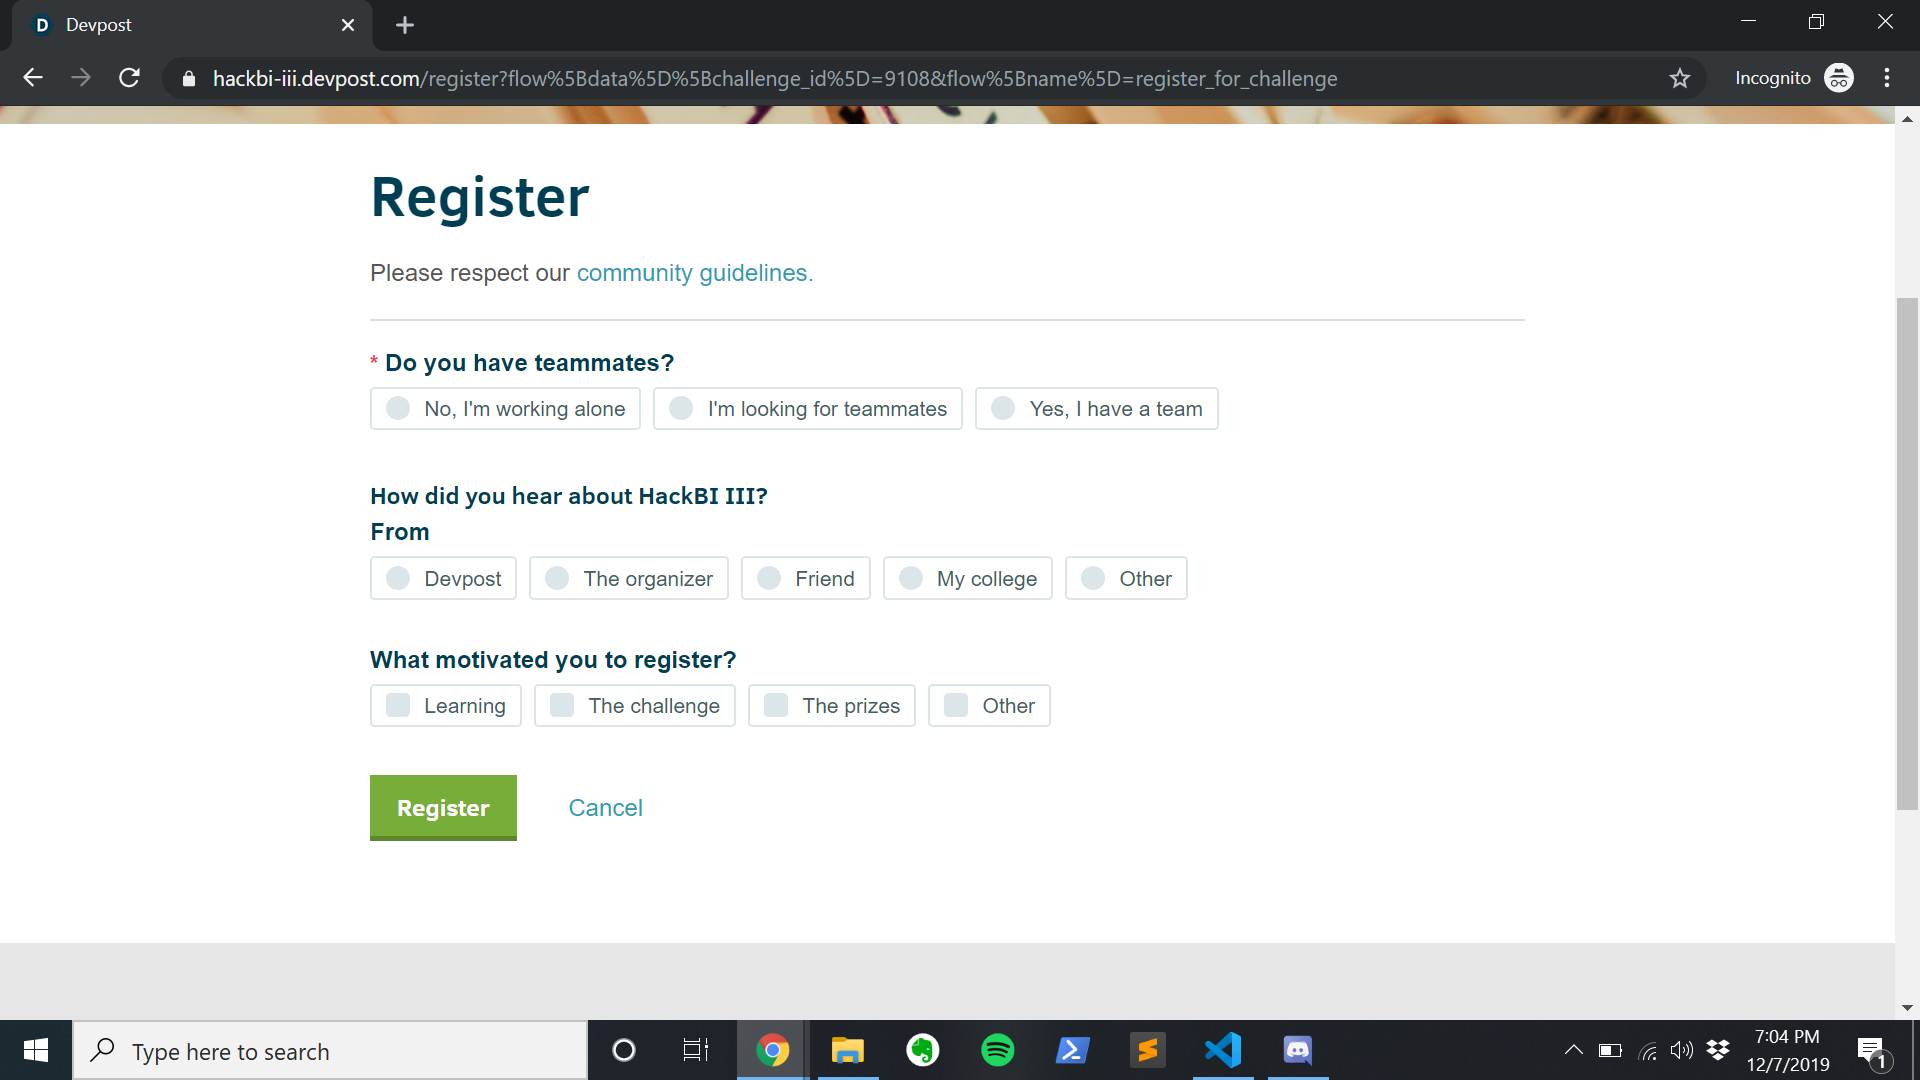 D Devpost
hackbi-iii.devpost.com/register?flow%5Bdata%5D%5Bchallenge_id%5D=9108&flow%5Bname%5D=register_for_challenge
Incognito
Register
Please respect our community guidelines.
* Do you have teammates?
No, I'm working alone I'm looking for teammates Yes, I have a team
How did you hear about HackBI III?
From
Devpost The organizer Friend My college Other
What motivated you to register?
Learning The challenge The prizes Other
Register Cancel
Type here to search
7:04 PM
12/7/2019
1